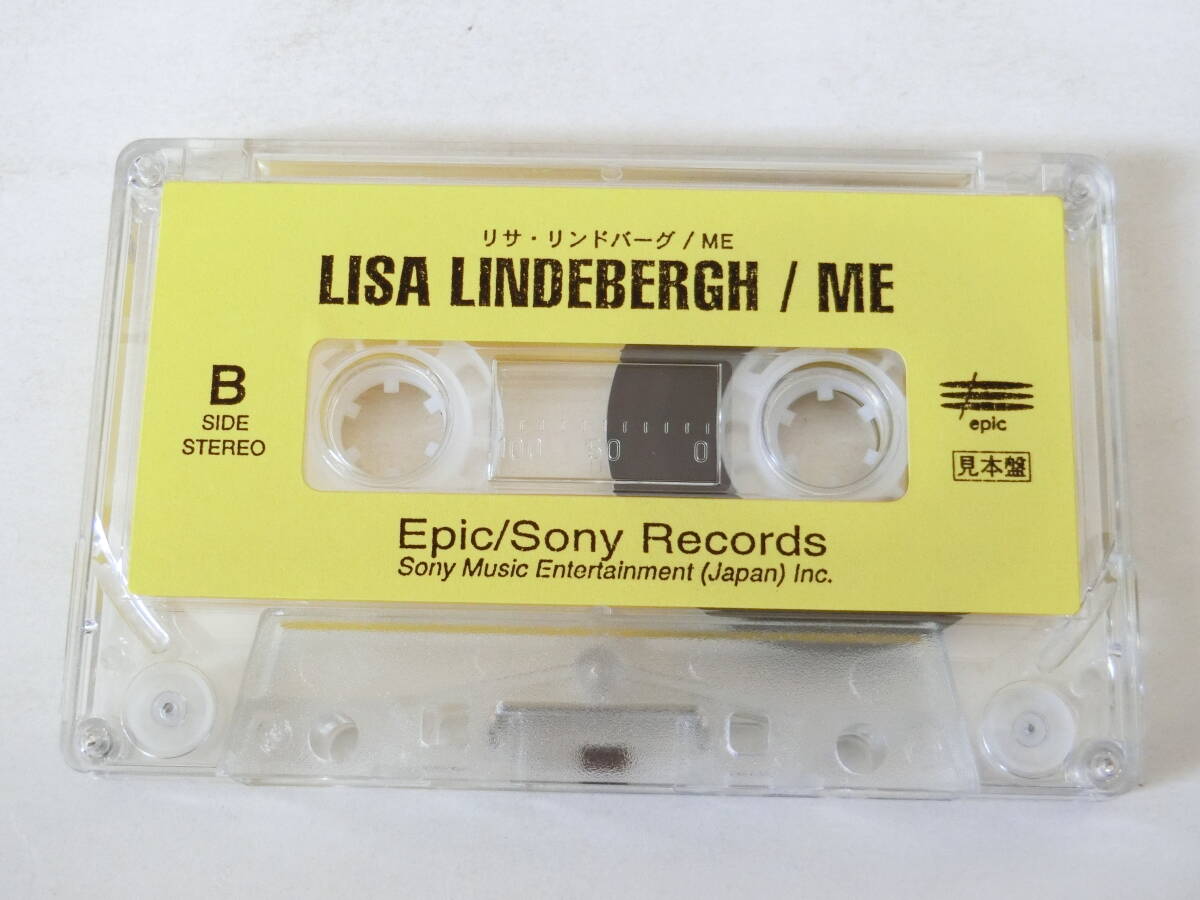 リサ・リンドバーグ / ME
LISA LINDEBERGH / ME
B
SIDE
STEREO
100 50 0
epic
見本盤
Epic/Sony Records
Sony Music Entertainment (Japan) Inc.